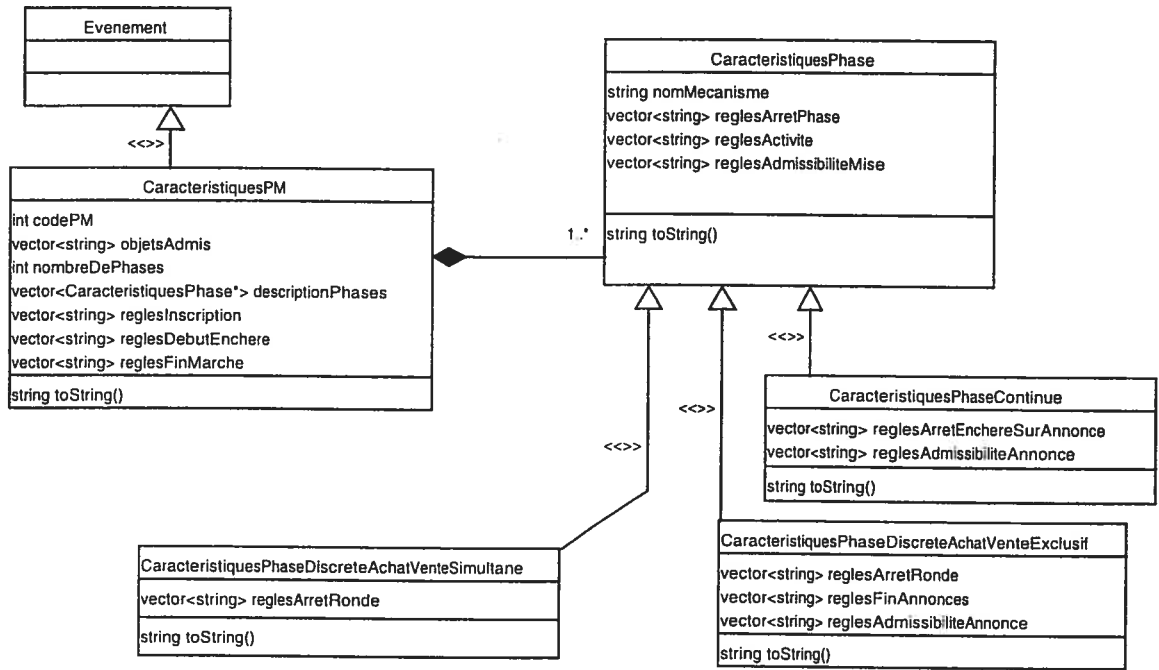 Evenement
<<>>
CaracteristiquesPM
int codePM
vector<string> objetsAdmis
int nombreDePhases
vector<CaracteristiquesPhase*> descriptionPhases
vector<string> reglesInscription
vector<string> reglesDebutEnchere
vector<string> reglesFinMarche
string toString()
1..*
CaracteristiquesPhase
string nomMecanisme
vector<string> reglesArretPhase
vector<string> reglesActivite
vector<string> reglesAdmissibiliteMise
string toString()
<<>>
<<>>
<<>>
CaracteristiquesPhaseContinue
vector<string> reglesArretEnchereSurAnnonce
vector<string> reglesAdmissibiliteAnnonce
string toString()
CaracteristiquesPhaseDiscreteAchatVenteSimultane
vector<string> reglesArretRonde
string toString()
CaracteristiquesPhaseDiscreteAchatVenteExclusif
vector<string> reglesArretRonde
vector<string> reglesFinAnnonces
vector<string> reglesAdmissibiliteAnnonce
string toString()